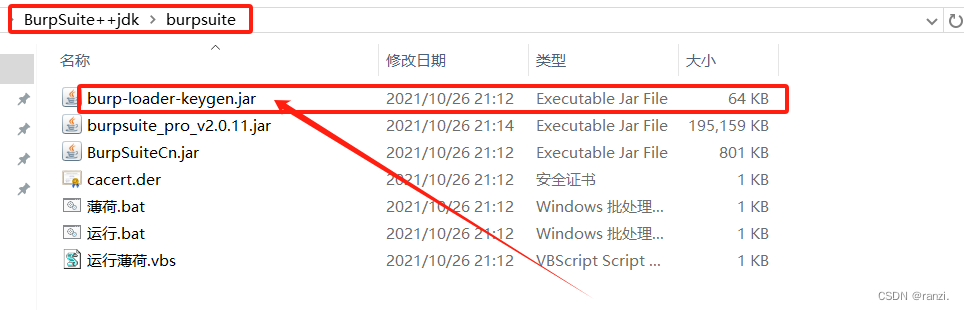 BurpSuite++jdk > burpsuite
名称 修改日期 类型 大小
burp-loader-keygen.jar 2021/10/26 21:12 Executable Jar File 64 KB
burpsuite_pro_v2.0.11.jar 2021/10/26 21:14 Executable Jar File 195,159 KB
BurpSuiteCn.jar 2021/10/26 21:12 Executable Jar File 801 KB
cacert.der 2021/10/26 21:12 安全证书 1 KB
薄荷.bat 2021/10/26 21:12 Windows 批处理... 1 KB
运行.bat 2021/10/26 21:12 Windows 批处理... 1 KB
运行薄荷.vbs 2021/10/26 21:12 VBScript Script ... 1 KB
CSDN @ranzi.